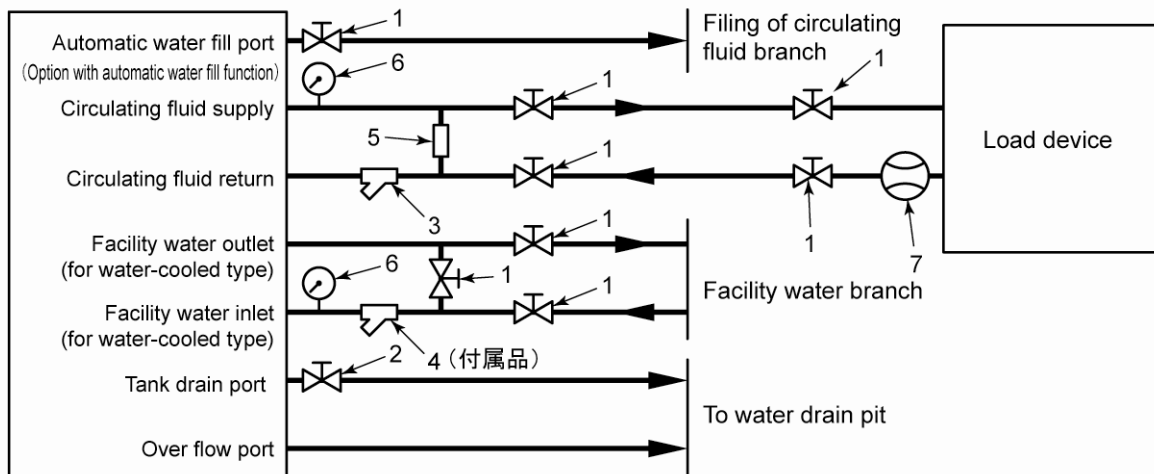 Automatic water fill port
(Option with automatic water fill function)
1
Filing of circulating
fluid branch
6
Circulating fluid supply
1
1
5
Load device
Circulating fluid return
1
3
1
7
Facility water outlet
(for water-cooled type)
1
6
1
Facility water branch
Facility water inlet
(for water-cooled type)
1
4 (付属品)
Tank drain port
2
To water drain pit
Over flow port